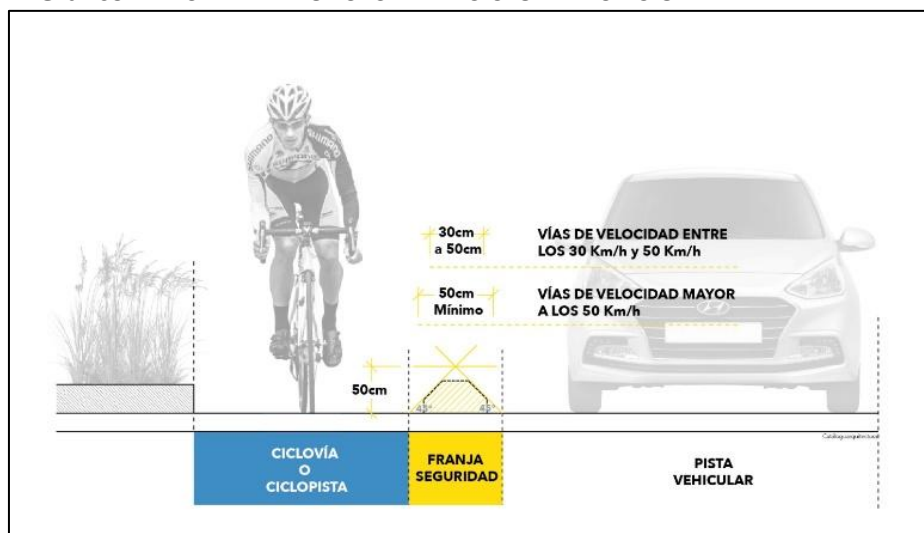 30cm
a 50cm
VÍAS DE VELOCIDAD ENTRE
LOS 30 Km/h y 50 Km/h
50cm
Mínimo
VÍAS DE VELOCIDAD MAYOR
A LOS 50 Km/h
SHIMANO
50cm
45°
45°
CICLOVÍA
O
CICLOPISTA
FRANJA
SEGURIDAD
PISTA
VEHICULAR